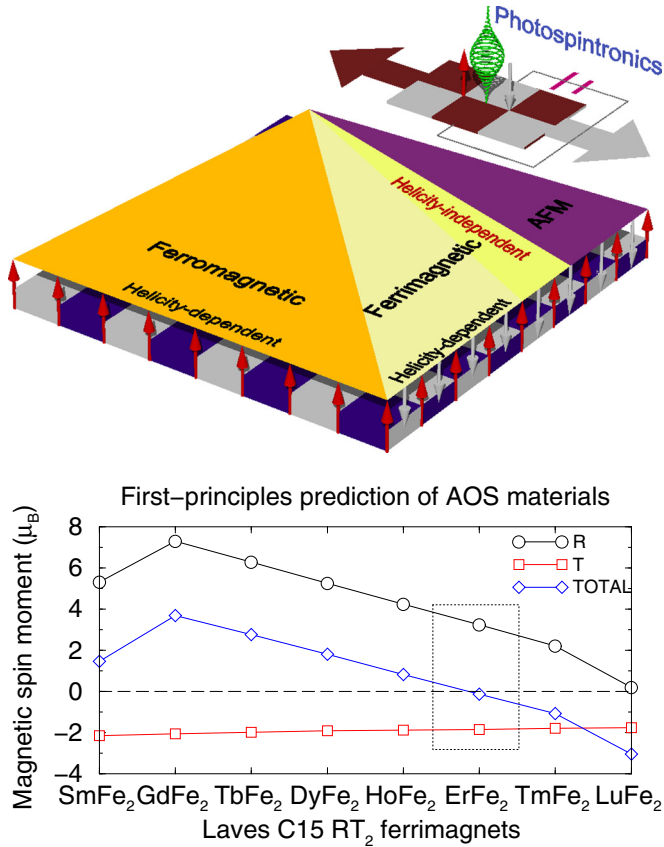 Photospintronics
Helicity-independent
AFM
Ferromagnetic
Ferrimagnetic
Helicity-dependent
Helicity-dependent
First-principles prediction of AOS materials
Magnetic spin moment (μB)
8
6
4
2
0
−2
−4
R
T
TOTAL
SmFe2 GdFe2 TbFe2 DyFe2 HoFe2 ErFe2 TmFe2 LuFe2
Laves C15 RT2 ferrimagnets